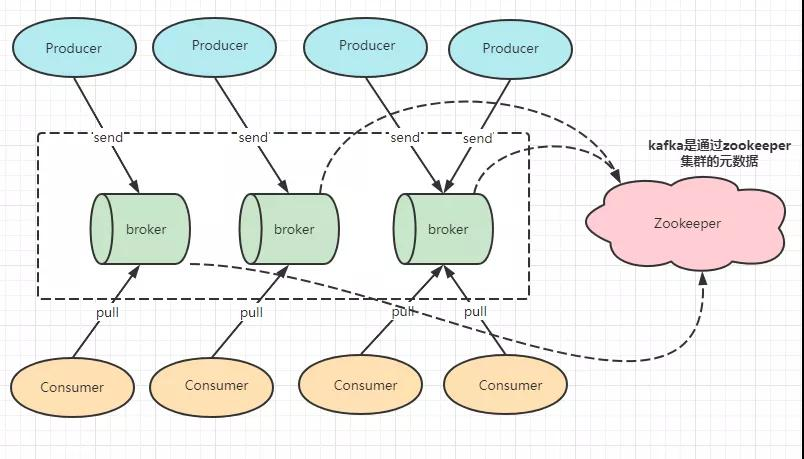 Producer
Producer
Producer
Producer
send
send
send
send
kafka是通过zookeeper
集群的元数据
broker
broker
broker
Zookeeper
pull
pull
pull
pull
Consumer
Consumer
Consumer
Consumer